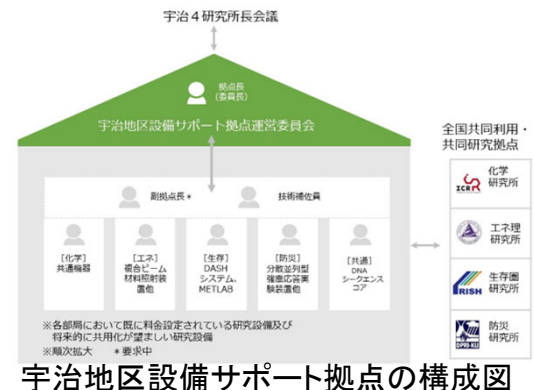 宇治４研究所長会議
拠点長
(委員長)
宇治地区設備サポート拠点運営委員会
副拠点長＊
技術補佐員
[化学]
共通機器
[エネ]
複合ビーム
材料照射装
置他
[生存]
DASH
システム、
METLAB
[防災]
分散並列型
強震応答実
験装置他
[共通]
DNA
シークエンス
コア
※各部局において既に料金設定されている研究設備及び
将来的に共用化が望ましい研究設備
※順次拡大　＊要求中
全国共同利用・
共同研究拠点
ICR
化学
研究所
エネ理
研究所
RISH
生存圏
研究所
DPRI-KU
防災
研究所
宇治地区設備サポート拠点の構成図